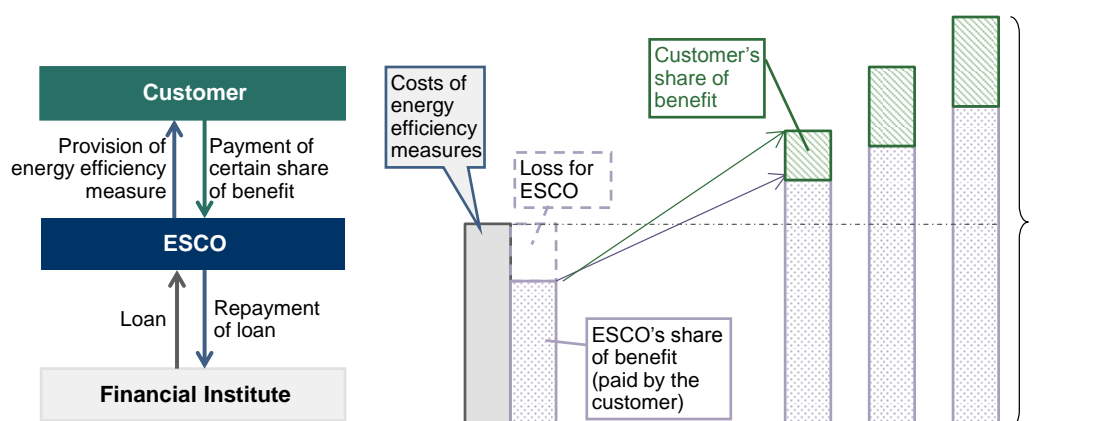 Customer
Provision of
energy efficiency
measure
Payment of
certain share
of benefit
ESCO
Loan
Repayment
of loan
Financial Institute
Costs of
energy
efficiency
measures
Loss for
ESCO
ESCO's share
of benefit
(paid by the
customer)
Customer's
share of
benefit